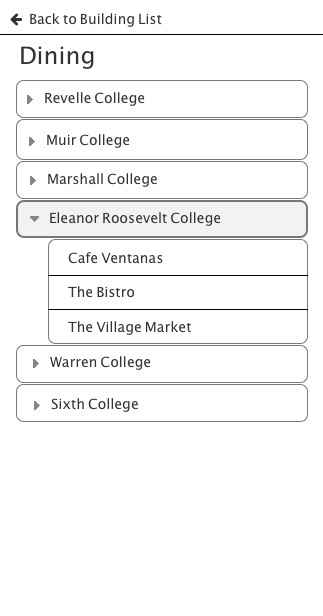 Back to Building List
Dining
Revelle College
Muir College
Marshall College
Eleanor Roosevelt College
Cafe Ventanas
The Bistro
The Village Market
Warren College
Sixth College